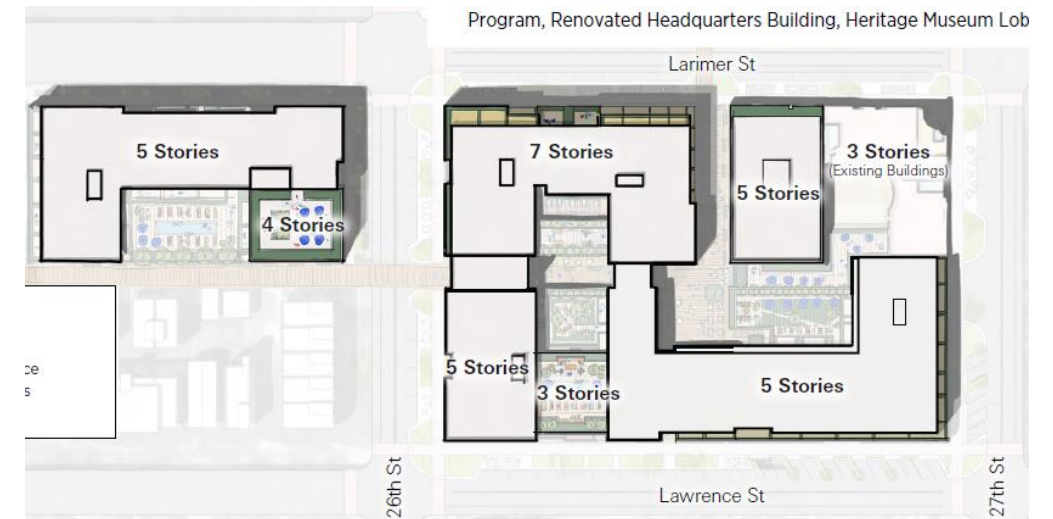 Program, Renovated Headquarters Building, Heritage Museum Lob
Larimer St
5 Stories
7 Stories
3 Stories
(Existing Buildings)
5 Stories
4 Stories
ce
s
5 Stories
3 Stories
5 Stories
26th St
Lawrence St
27th St